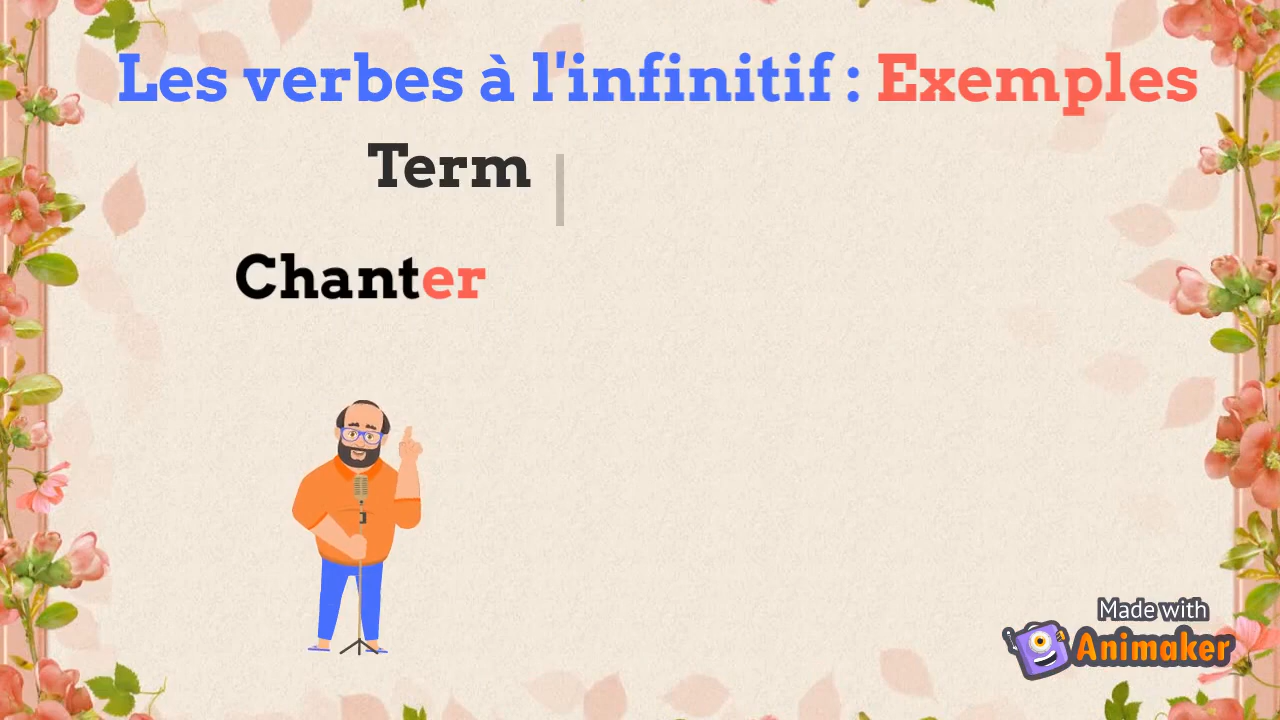 Les verbes à l'infinitif : Exemples
Term
Chanter
Made with
Animaker